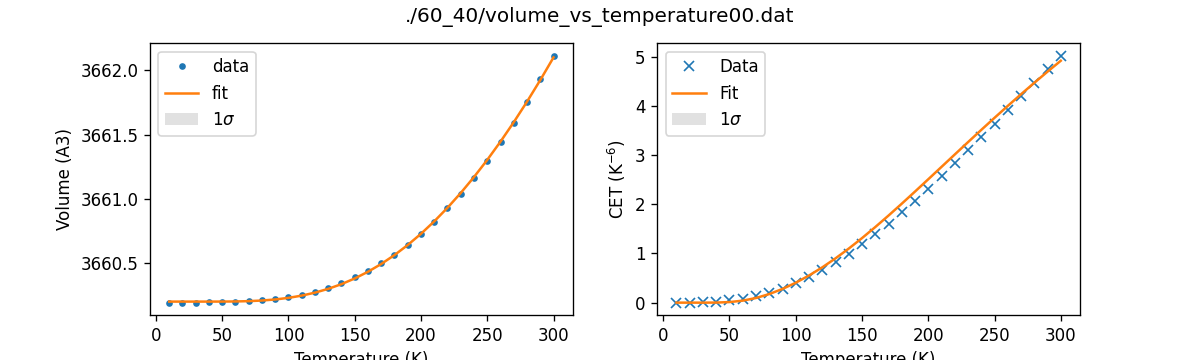 ./60_40/volume_vs_temperature00.dat
Volume (A3)
3662.0
3661.5
3661.0
3660.5
0 50 100 150 200 250 300
Temperature (K)
data
fit
1σ
CET (K⁻⁶)
5
4
3
2
1
0
0 50 100 150 200 250 300
Temperature (K)
Data
Fit
1σ